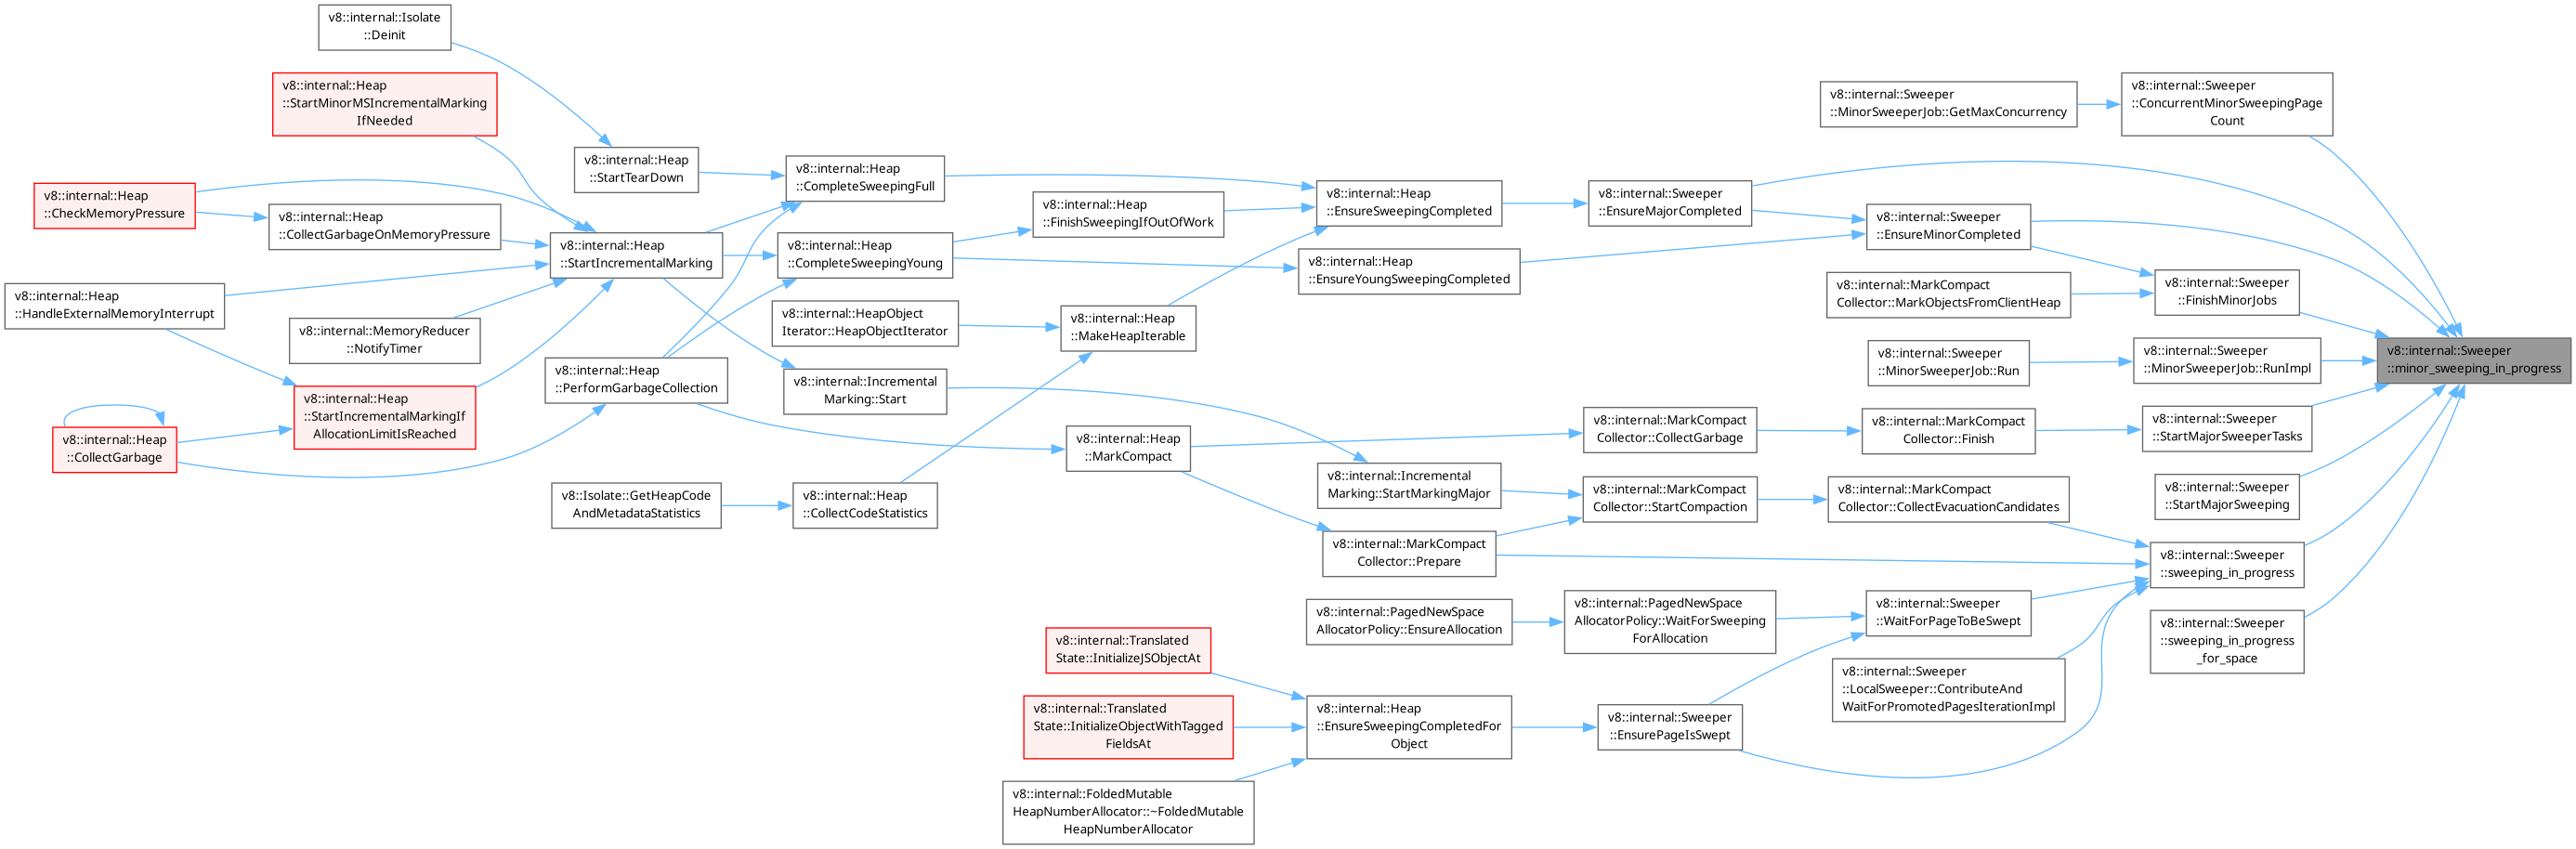 v8::internal::Isolate
::Deinit
v8::internal::Heap
::StartMinorMSIncrementalMarking
IfNeeded
v8::internal::Heap
::CheckMemoryPressure
v8::internal::Heap
::CollectGarbageOnMemoryPressure
v8::internal::Heap
::HandleExternalMemoryInterrupt
v8::internal::MemoryReducer
::NotifyTimer
v8::internal::Heap
::StartIncrementalMarkingIf
AllocationLimitIsReached
v8::internal::Heap
::CollectGarbage
v8::internal::Heap
::StartTearDown
v8::internal::Heap
::StartIncrementalMarking
v8::internal::Heap
::PerformGarbageCollection
v8::Isolate::GetHeapCode
AndMetadataStatistics
v8::internal::Heap
::CompleteSweepingFull
v8::internal::Heap
::CompleteSweepingYoung
v8::internal::HeapObject
Iterator::HeapObjectIterator
v8::internal::Incremental
Marking::Start
v8::internal::Heap
::CollectCodeStatistics
v8::internal::Heap
::FinishSweepingIfOutOfWork
v8::internal::Heap
::MakeHeapIterable
v8::internal::Heap
::MarkCompact
v8::internal::Translated
State::InitializeJSObjectAt
v8::internal::Translated
State::InitializeObjectWithTagged
FieldsAt
v8::internal::FoldedMutable
HeapNumberAllocator::~FoldedMutable
HeapNumberAllocator
v8::internal::Heap
::EnsureSweepingCompleted
v8::internal::Heap
::EnsureYoungSweepingCompleted
v8::internal::Incremental
Marking::StartMarkingMajor
v8::internal::MarkCompact
Collector::Prepare
v8::internal::PagedNewSpace
AllocatorPolicy::EnsureAllocation
v8::internal::Heap
::EnsureSweepingCompletedFor
Object
v8::internal::Sweeper
::EnsureMajorCompleted
v8::internal::MarkCompact
Collector::CollectGarbage
v8::internal::MarkCompact
Collector::StartCompaction
v8::internal::PagedNewSpace
AllocatorPolicy::WaitForSweeping
ForAllocation
v8::internal::Sweeper
::EnsurePageIsSwept
v8::internal::Sweeper
::MinorSweeperJob::GetMaxConcurrency
v8::internal::Sweeper
::EnsureMinorCompleted
v8::internal::MarkCompact
Collector::MarkObjectsFromClientHeap
v8::internal::Sweeper
::MinorSweeperJob::Run
v8::internal::MarkCompact
Collector::Finish
v8::internal::MarkCompact
Collector::CollectEvacuationCandidates
v8::internal::Sweeper
::WaitForPageToBeSwept
v8::internal::Sweeper
::LocalSweeper::ContributeAnd
WaitForPromotedPagesIterationImpl
v8::internal::Sweeper
::ConcurrentMinorSweepingPage
Count
v8::internal::Sweeper
::FinishMinorJobs
v8::internal::Sweeper
::MinorSweeperJob::RunImpl
v8::internal::Sweeper
::StartMajorSweeperTasks
v8::internal::Sweeper
::StartMajorSweeping
v8::internal::Sweeper
::sweeping_in_progress
v8::internal::Sweeper
::sweeping_in_progress
_for_space
v8::internal::Sweeper
::minor_sweeping_in_progress